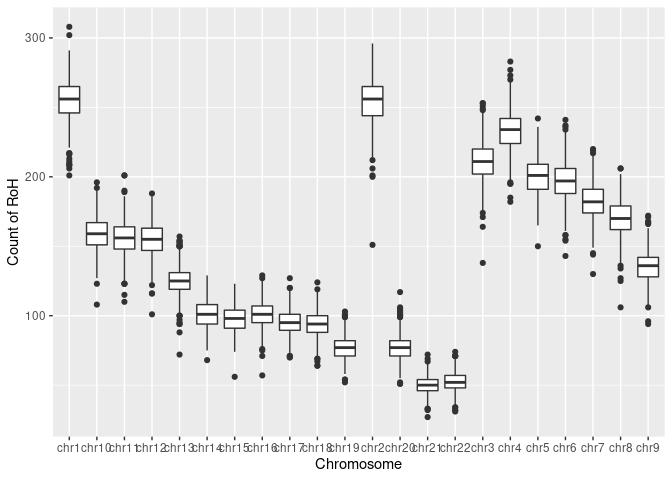 300
200
100
Count of RoH
chr1 chr10 chr11 chr12 chr13 chr14 chr15 chr16 chr17 chr18 chr19 chr2 chr20 chr21 chr22 chr3 chr4 chr5 chr6 chr7 chr8 chr9
Chromosome